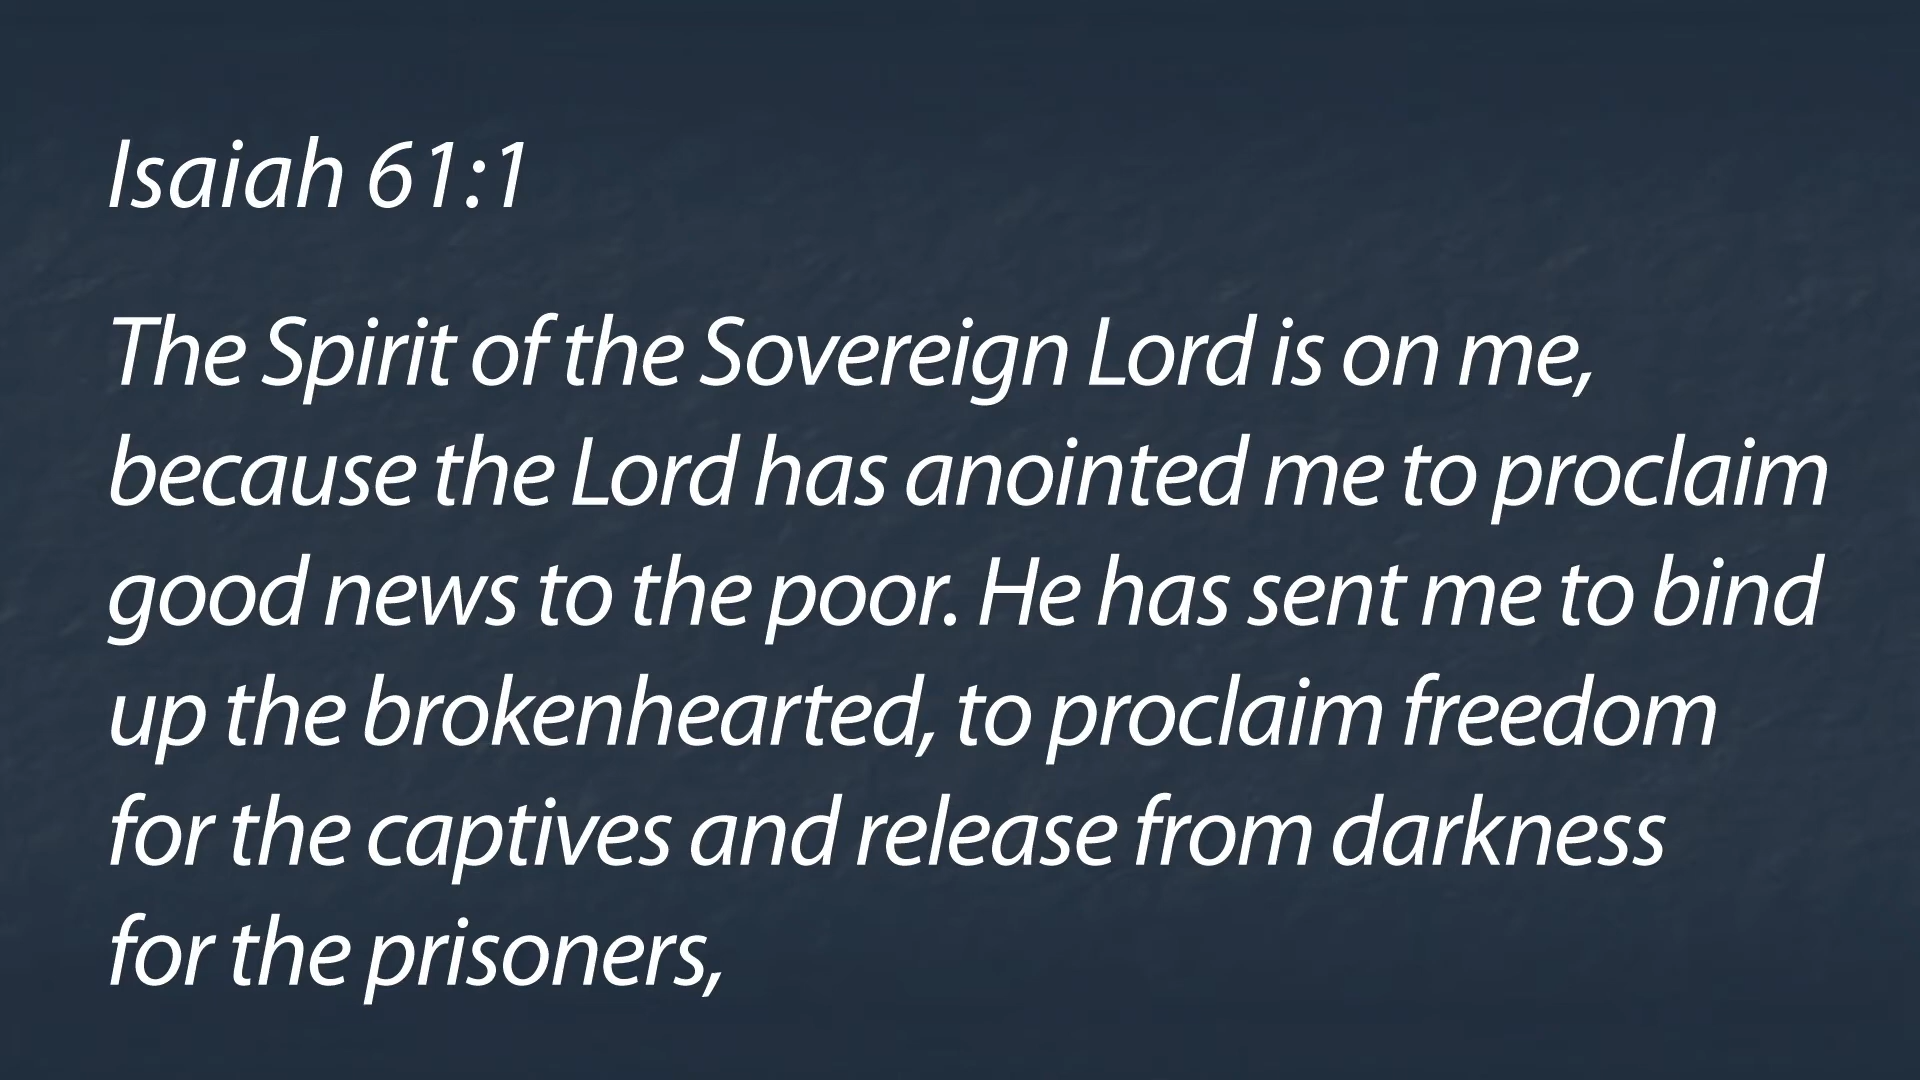 Isaiah 61:1
The Spirit of the Sovereign Lord is on me,
because the Lord has anointed me to proclaim
good news to the poor. He has sent me to bind
up the brokenhearted, to proclaim freedom
for the captives and release from darkness
for the prisoners,